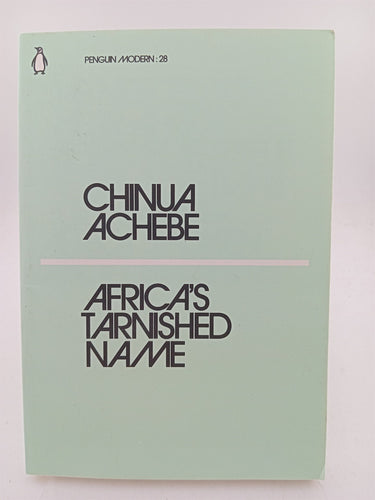 PENGUIN MODERN : 28
CHINUA
ACHEBE
AFRICA'S
TARNISHED
NAME